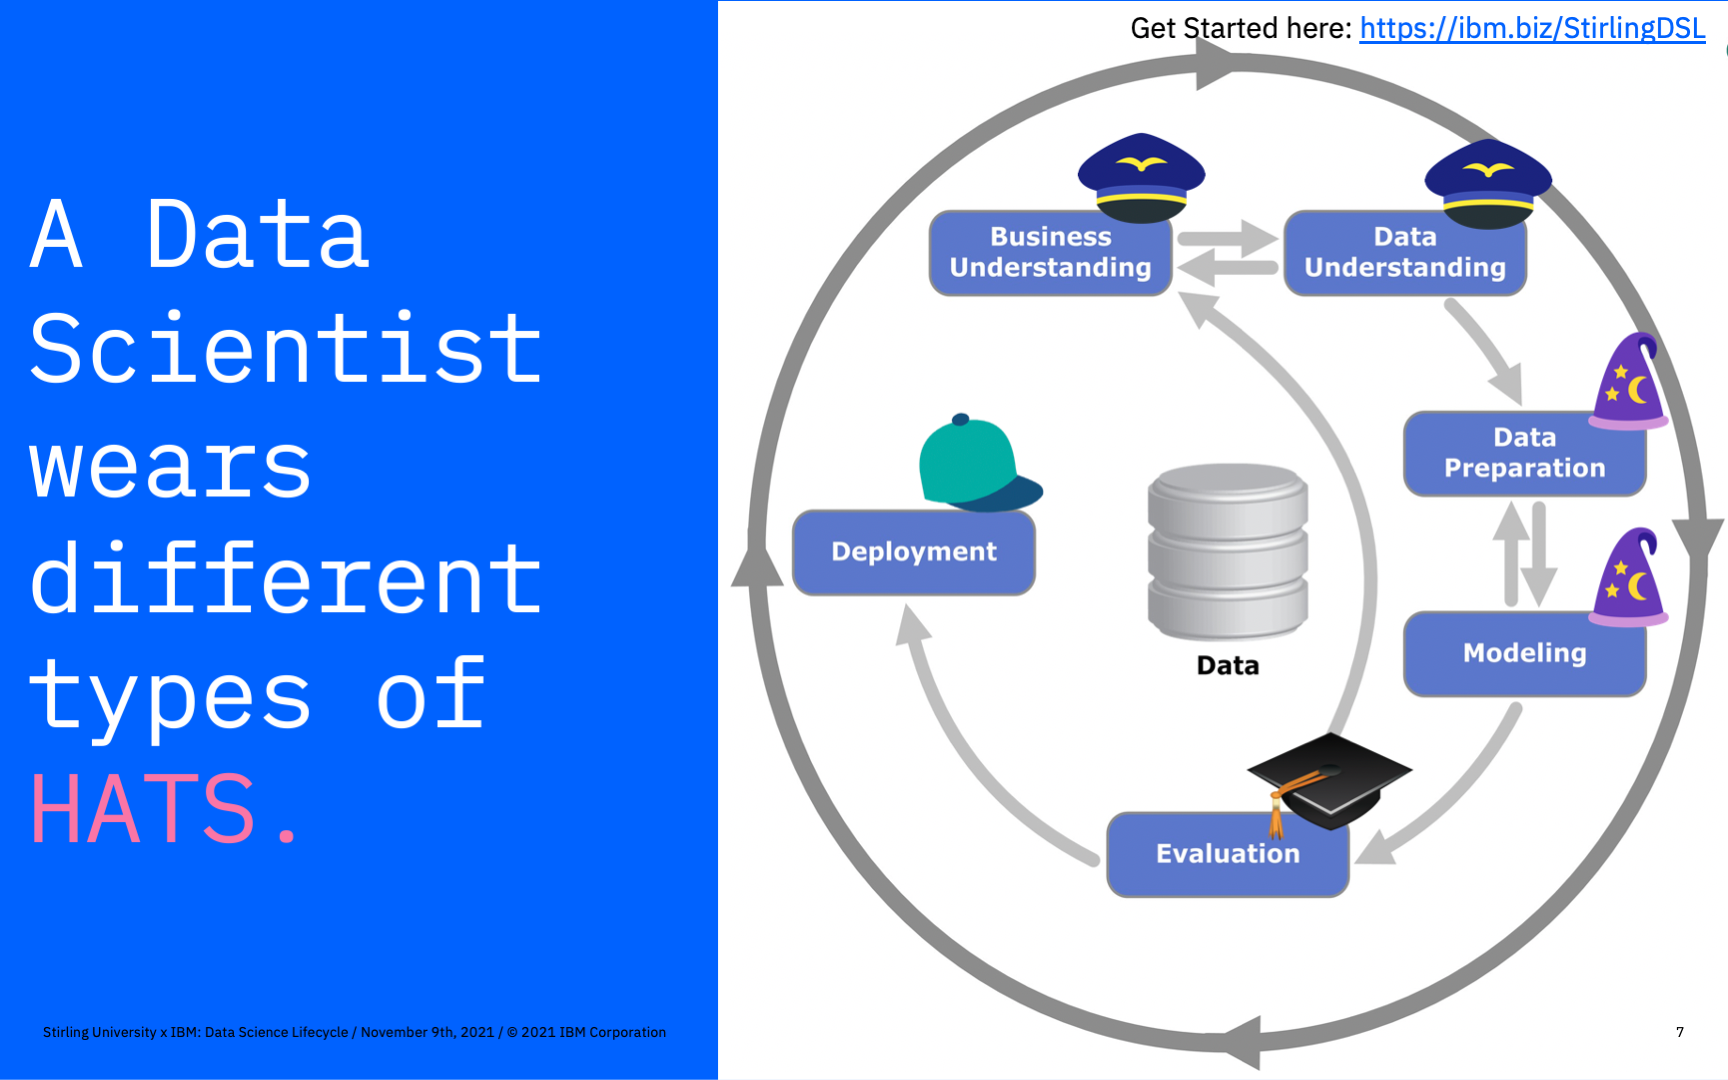 Get Started here: https://ibm.biz/StirlingDSL
A Data
Scientist
wears
different
types of
HATS.
Business
Understanding
Data
Understanding
Data
Preparation
Modeling
Evaluation
Deployment
Data
Stirling University x IBM: Data Science Lifecycle / November 9th, 2021 / © 2021 IBM Corporation
7